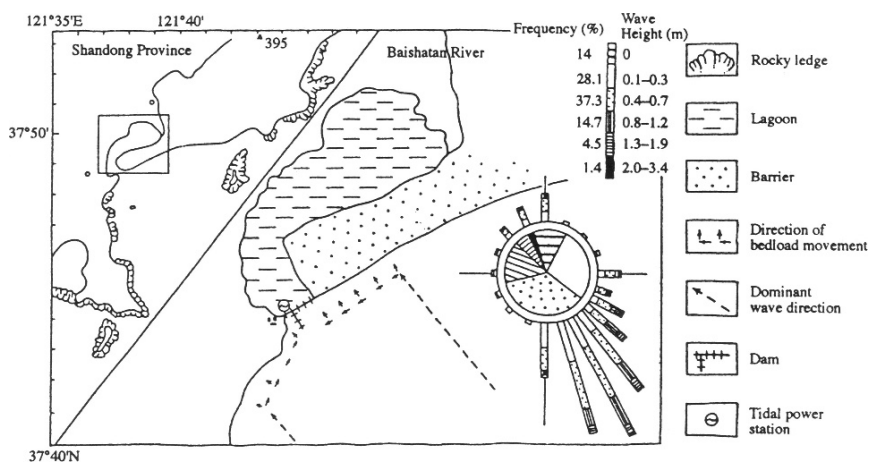 121°35'E
121°40'
Shandong Province
395
Baishatan River
37°50'
37°40'N
Frequency (%)
Wave
Height (m)
14 0
28.1 0.1–0.3
37.3 0.4–0.7
14.7 0.8–1.2
4.5 1.3–1.9
1.4 2.0–3.4
Rocky ledge
Lagoon
Barrier
Direction of
bedload movement
Dominant
wave direction
Dam
Tidal power
station